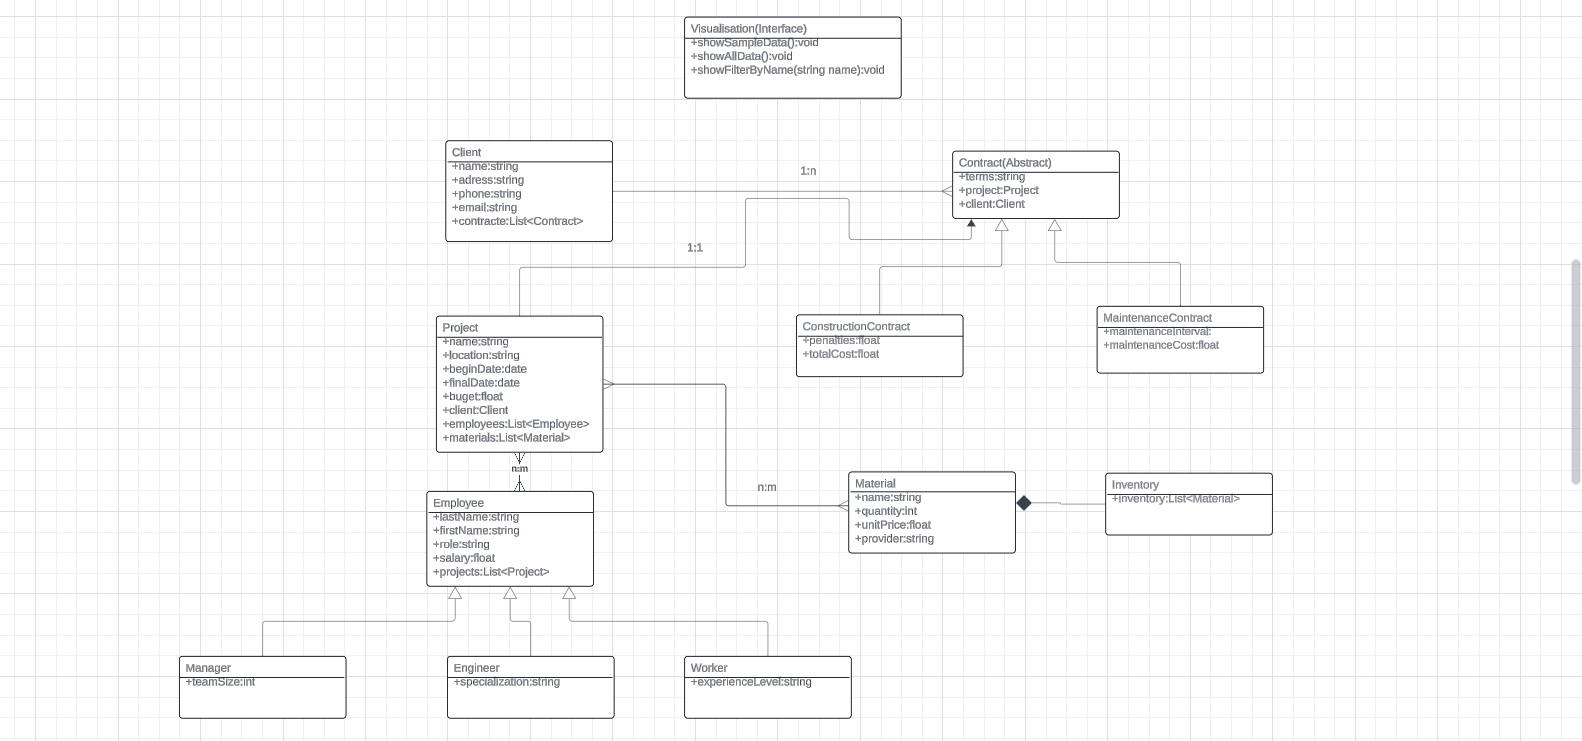 Visualisation(Interface)
+showSampleData():void
+showAllData():void
+showFilterByName(string name):void
Client
+name:string
+adress:string
+phone:string
+email:string
+contracte:List<Contract>
1:n
Contract(Abstract)
+terms:string
+project:Project
+client:Client
1:1
Project
+name:string
+location:string
+beginDate:date
+finalDate:date
+buget:float
+client:Client
+employees:List<Employee>
+materials:List<Material>
ConstructionContract
+penalties:float
+totalCost:float
MaintenanceContract
+maintenanceInterval:
+maintenanceCost:float
n:m
n:m
Employee
+lastName:string
+firstName:string
+role:string
+salary:float
+projects:List<Project>
Material
+name:string
+quantity:int
+unitPrice:float
+provider:string
Inventory
+inventory:List<Material>
Manager
+teamSize:int
Engineer
+specialization:string
Worker
+experienceLevel:string